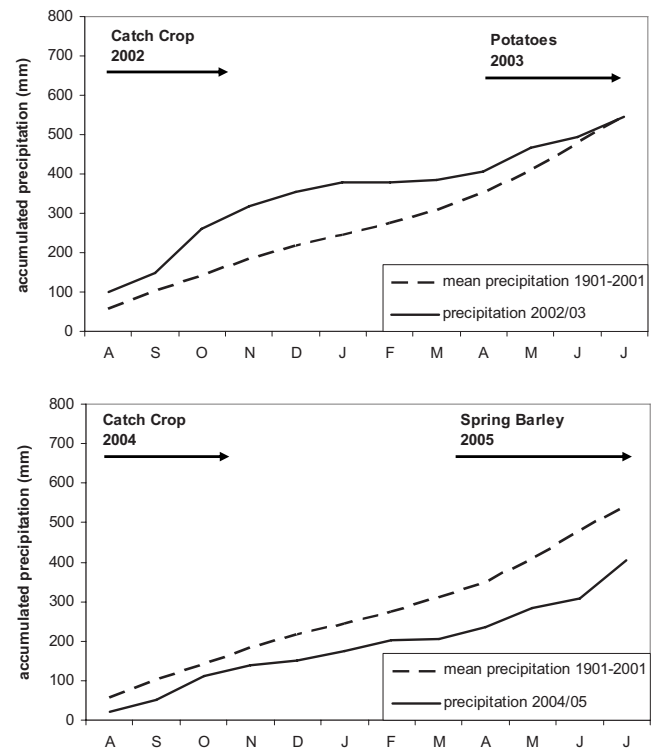 800
700
600
500
400
300
200
100
0
accumulated precipitation (mm)
Catch Crop
2002
Potatoes
2003
mean precipitation 1901-2001
precipitation 2002/03
A S O N D J F M A M J J
800
700
600
500
400
300
200
100
0
accumulated precipitation (mm)
Catch Crop
2004
Spring Barley
2005
mean precipitation 1901-2001
precipitation 2004/05
A S O N D J F M A M J J